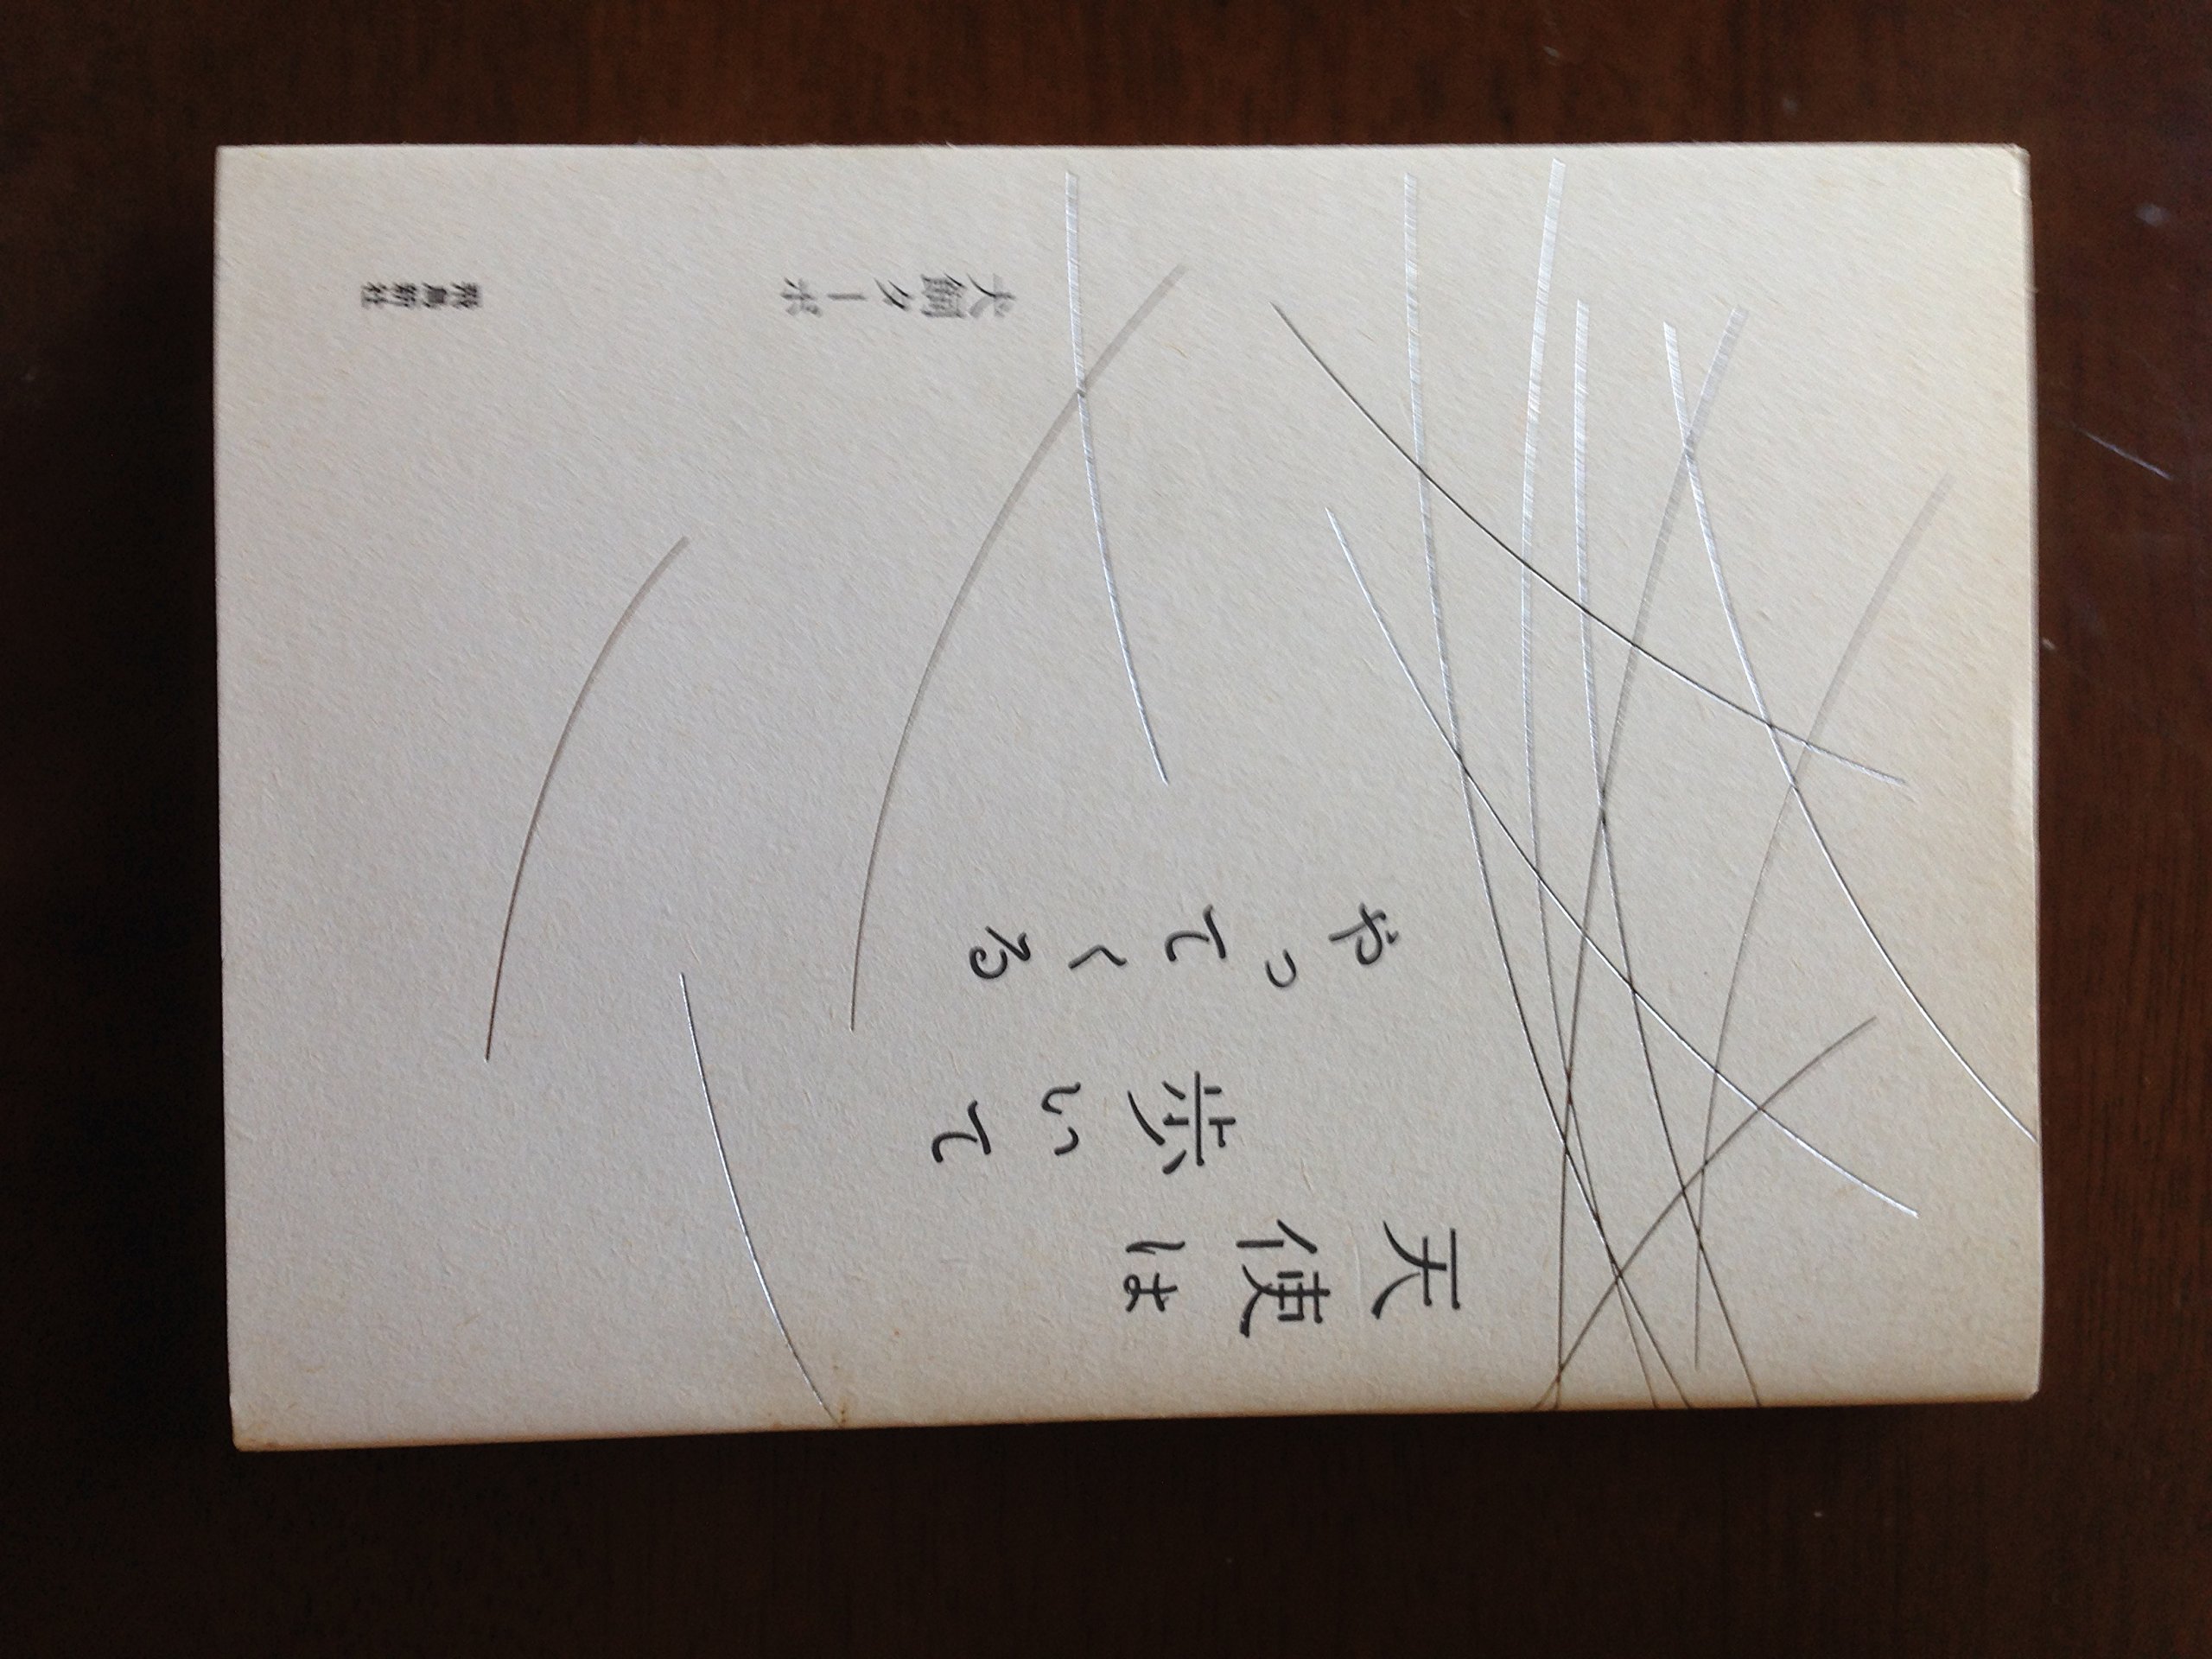 天使は
歩いて
やってくる
犬飼ターボ
飛鳥新社